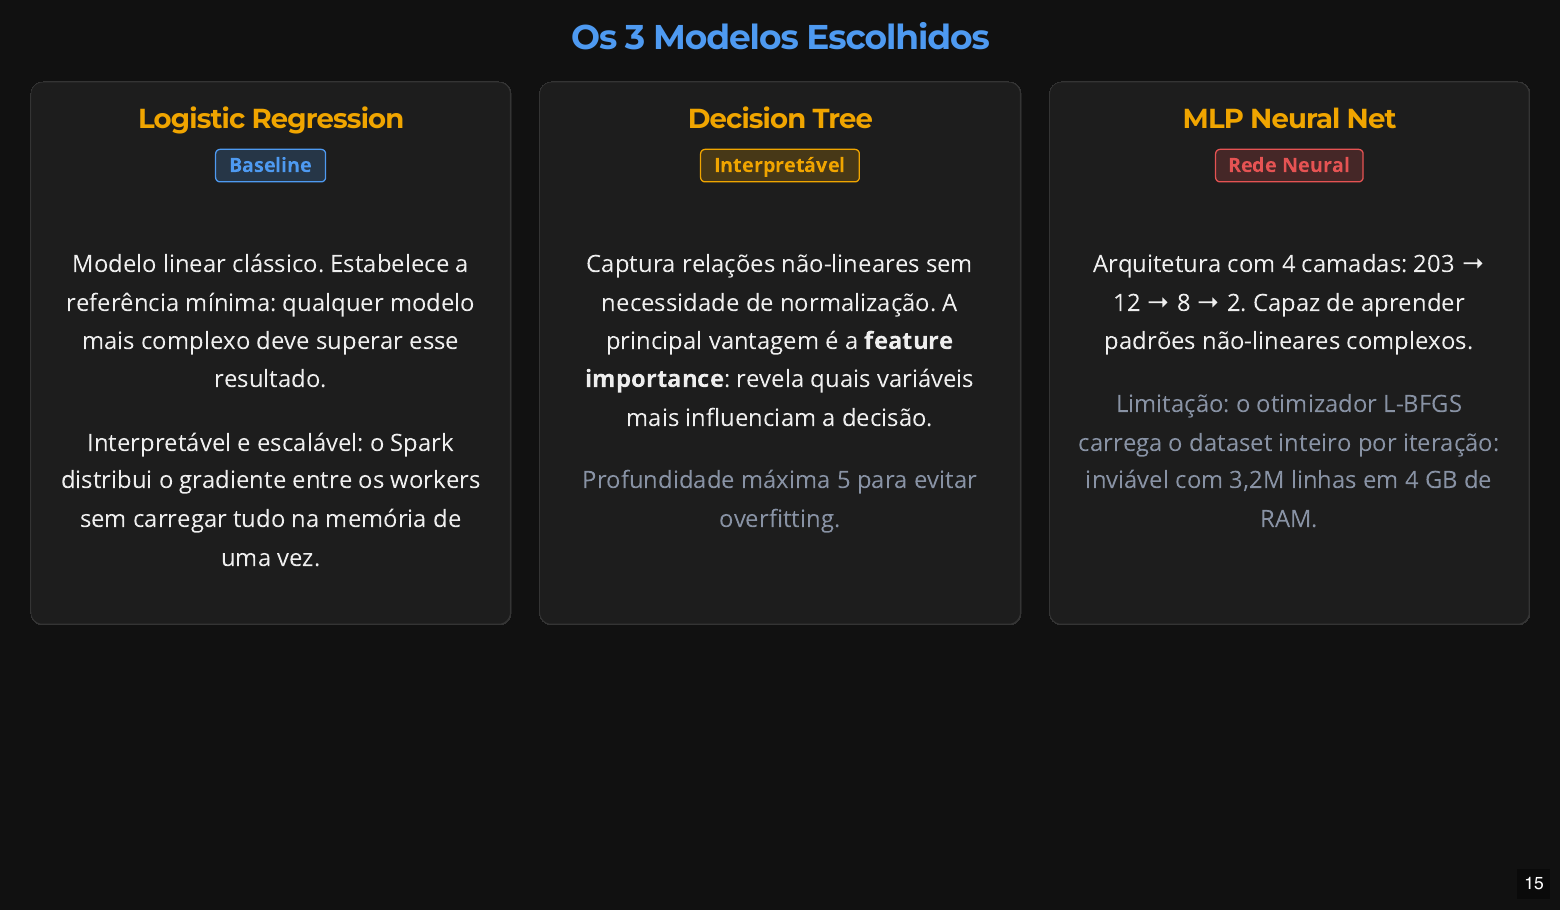 Os 3 Modelos Escolhidos
Logistic Regression
Baseline
Modelo linear clássico. Estabelece a
referência mínima: qualquer modelo
mais complexo deve superar esse
resultado.
Interpretável e escalável: o Spark
distribui o gradiente entre os workers
sem carregar tudo na memória de
uma vez.
Decision Tree
Interpretável
Captura relações não-lineares sem
necessidade de normalização. A
principal vantagem é a feature
importance: revela quais variáveis
mais influenciam a decisão.
Profundidade máxima 5 para evitar
overfitting.
MLP Neural Net
Rede Neural
Arquitetura com 4 camadas: 203 →
12 → 8 → 2. Capaz de aprender
padrões não-lineares complexos.
Limitação: o otimizador L-BFGS
carrega o dataset inteiro por iteração:
inviável com 3,2M linhas em 4 GB de
RAM.
15